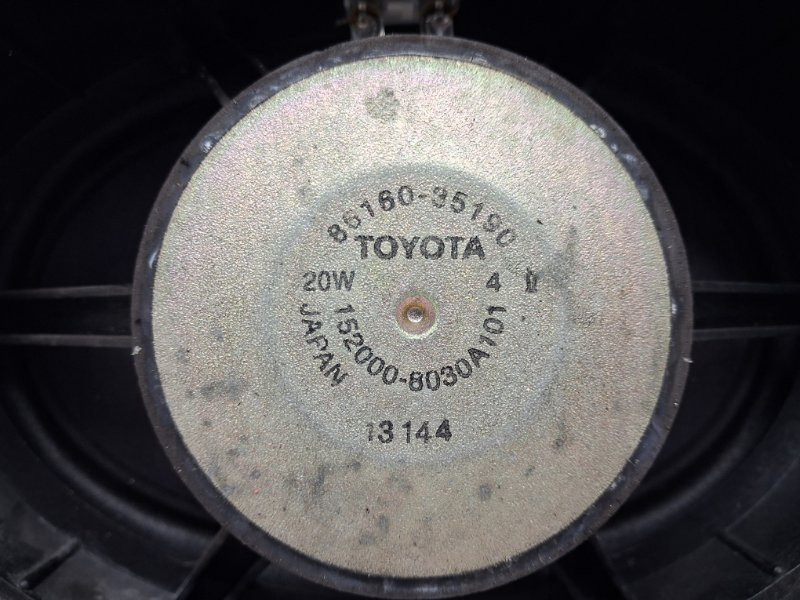 86160-35190
TOYOTA
20W 4 Ω
152000-8030A101
JAPAN
13144